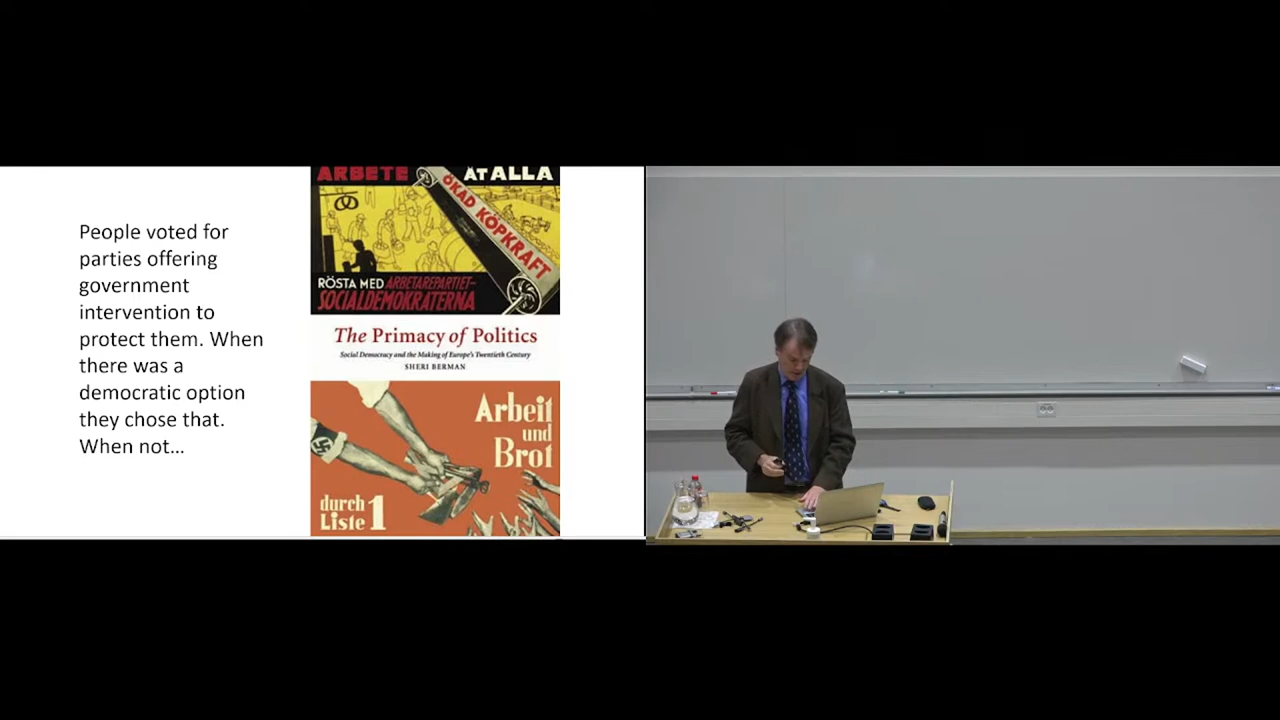 People voted for
parties offering
government
intervention to
protect them. When
there was a
democratic option
they chose that.
When not...
ARBETE ÅT ALLA
ÖKAD KÖPKRAFT
RÖSTA MED ARBETAREPARTIET-
SOCIALDEMOKRATERNA
The Primacy of Politics
Social Democracy and the Making of Europe's Twentieth Century
SHERI BERMAN
Arbeit
und
Brot
durch
Liste 1